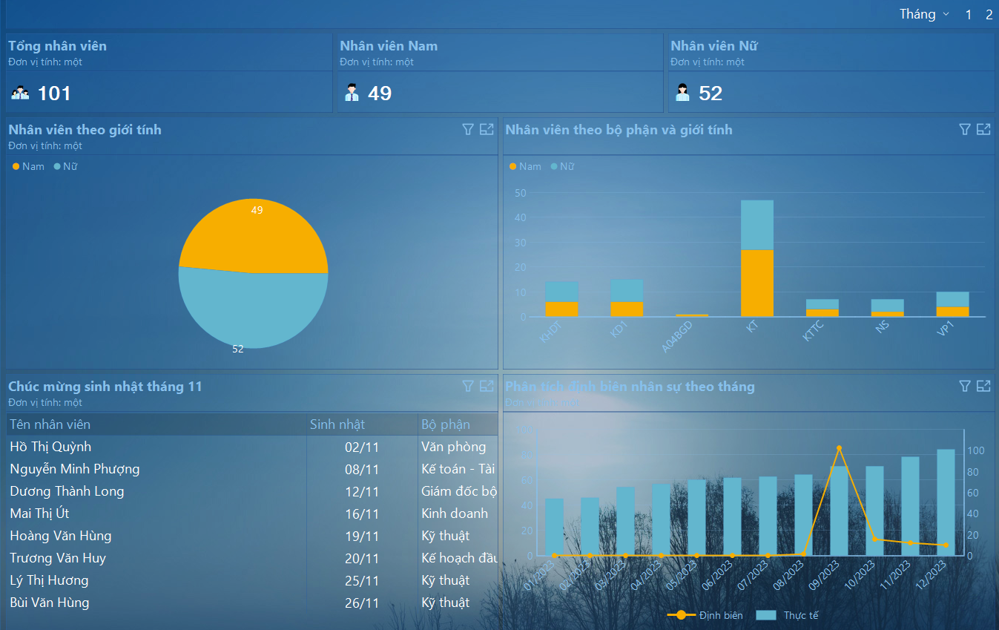 Tháng 1 2
Tổng nhân viên
Đơn vị tính: một
101
Nhân viên Nam
Đơn vị tính: một
49
Nhân viên Nữ
Đơn vị tính: một
52
Nhân viên theo giới tính
Đơn vị tính: một
Nam Nữ
49
52
Nhân viên theo bộ phận và giới tính
Nam Nữ
50
40
30
20
10
0
KHDT KD1 A04BGD KT KTTC NS VP1
Chúc mừng sinh nhật tháng 11
Đơn vị tính: một
Tên nhân viên Sinh nhật Bộ phận
Hồ Thị Quỳnh 02/11 Văn phòng
Nguyễn Minh Phượng 08/11 Kế toán - Tài
Dương Thành Long 12/11 Giám đốc bộ
Mai Thị Út 16/11 Kinh doanh
Hoàng Văn Hùng 19/11 Kỹ thuật
Trương Văn Huy 20/11 Kế hoạch đầu
Lý Thị Hương 25/11 Kỹ thuật
Bùi Văn Hùng 26/11 Kỹ thuật
Phân tích định biên nhân sự theo tháng
Đơn vị tính: một
100
80
60
40
20
0
100
80
60
40
20
0
01/2023 02/2023 03/2023 04/2023 05/2023 06/2023 07/2023 08/2023 09/2023 10/2023 11/2023 12/2023
Định biên Thực tế